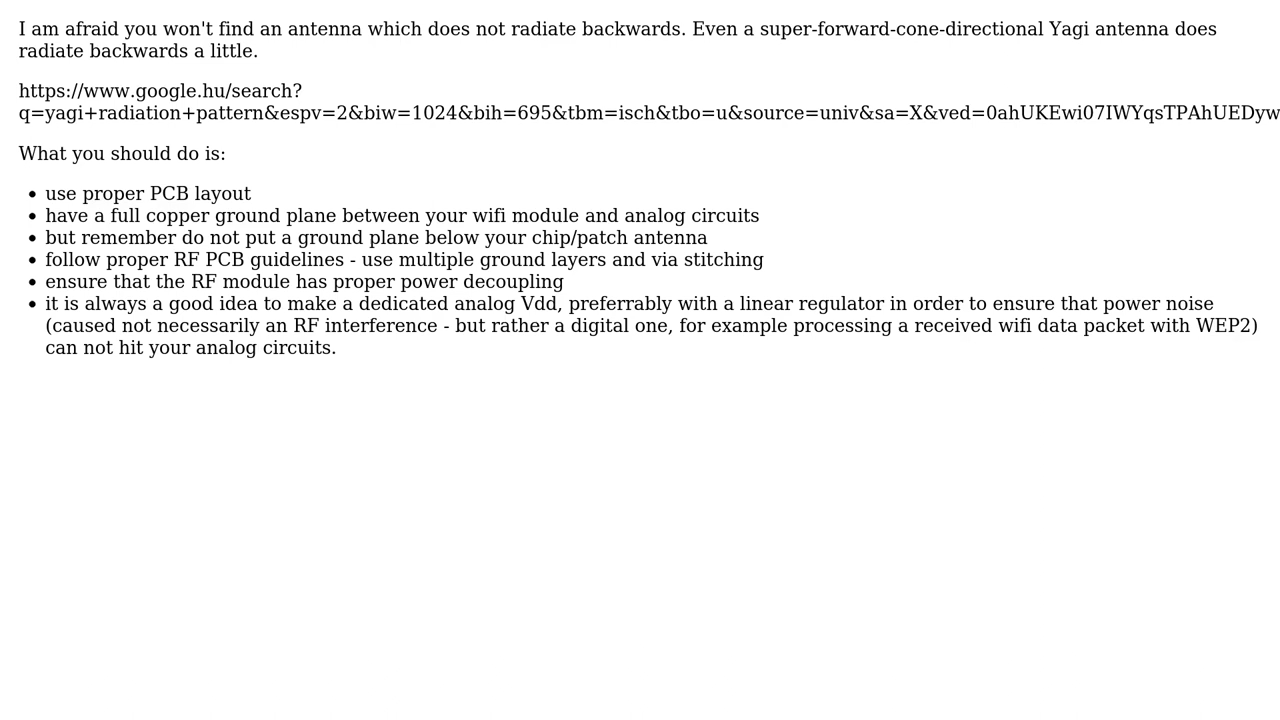 I am afraid you won't find an antenna which does not radiate backwards. Even a super-forward-cone-directional Yagi antenna does
radiate backwards a little.
https://www.google.hu/search?
q=yagi+radiation+pattern&espv=2&biw=1024&bih=695&tbm=isch&tbo=u&source=univ&sa=X&ved=0ahUKEwi07IWYqsTPAhUEDyw
What you should do is:
• use proper PCB layout
• have a full copper ground plane between your wifi module and analog circuits
• but remember do not put a ground plane below your chip/patch antenna
• follow proper RF PCB guidelines - use multiple ground layers and via stitching
• ensure that the RF module has proper power decoupling
• it is always a good idea to make a dedicated analog Vdd, preferrably with a linear regulator in order to ensure that power noise
(caused not necessarily an RF interference - but rather a digital one, for example processing a received wifi data packet with WEP2)
can not hit your analog circuits.